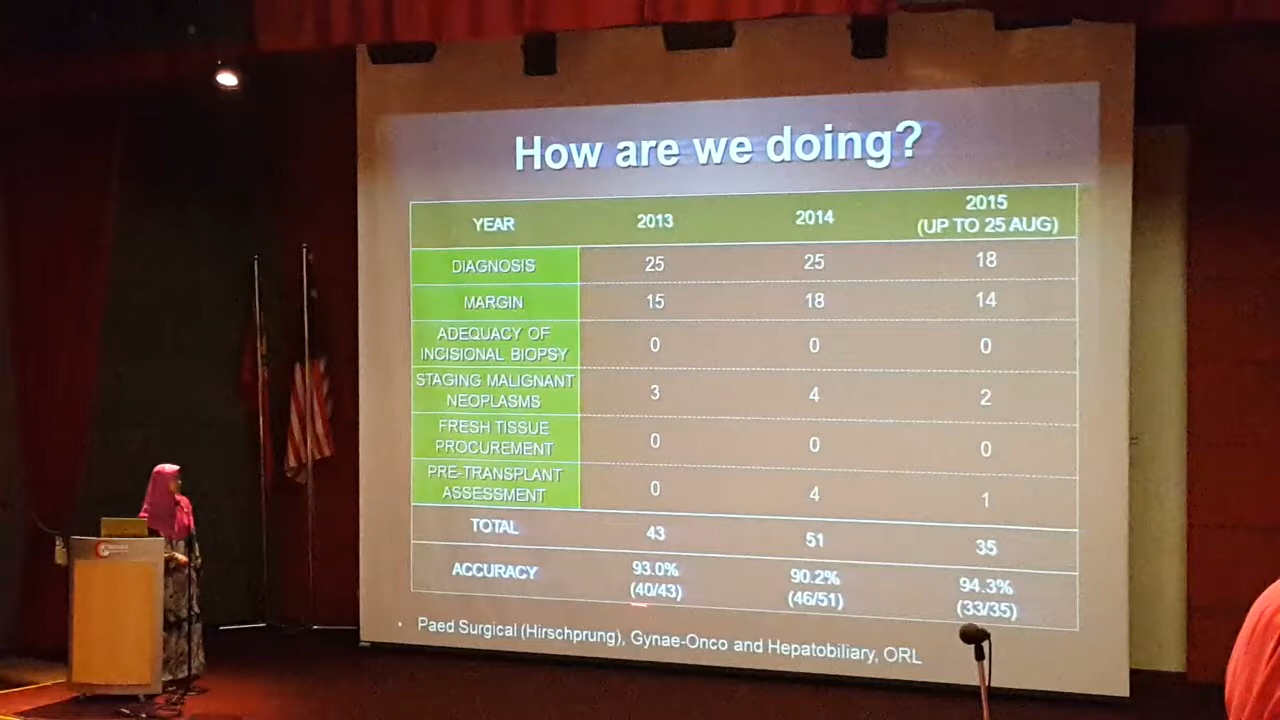 How are we doing?
YEAR 2013 2014 2015
(UP TO 25 AUG)
DIAGNOSIS 25 25 18
MARGIN 15 18 14
ADEQUACY OF
INCISIONAL BIOPSY 0 0 0
STAGING MALIGNANT
NEOPLASMS 3 4 2
FRESH TISSUE
PROCUREMENT 0 0 0
PRE-TRANSPLANT
ASSESSMENT 0 4 1
TOTAL 43 51 35
ACCURACY 93.0% 90.2% 94.3%
(40/43) (46/51) (33/35)
Paed Surgical (Hirschprung), Gynae-Onco and Hepatobiliary, ORL